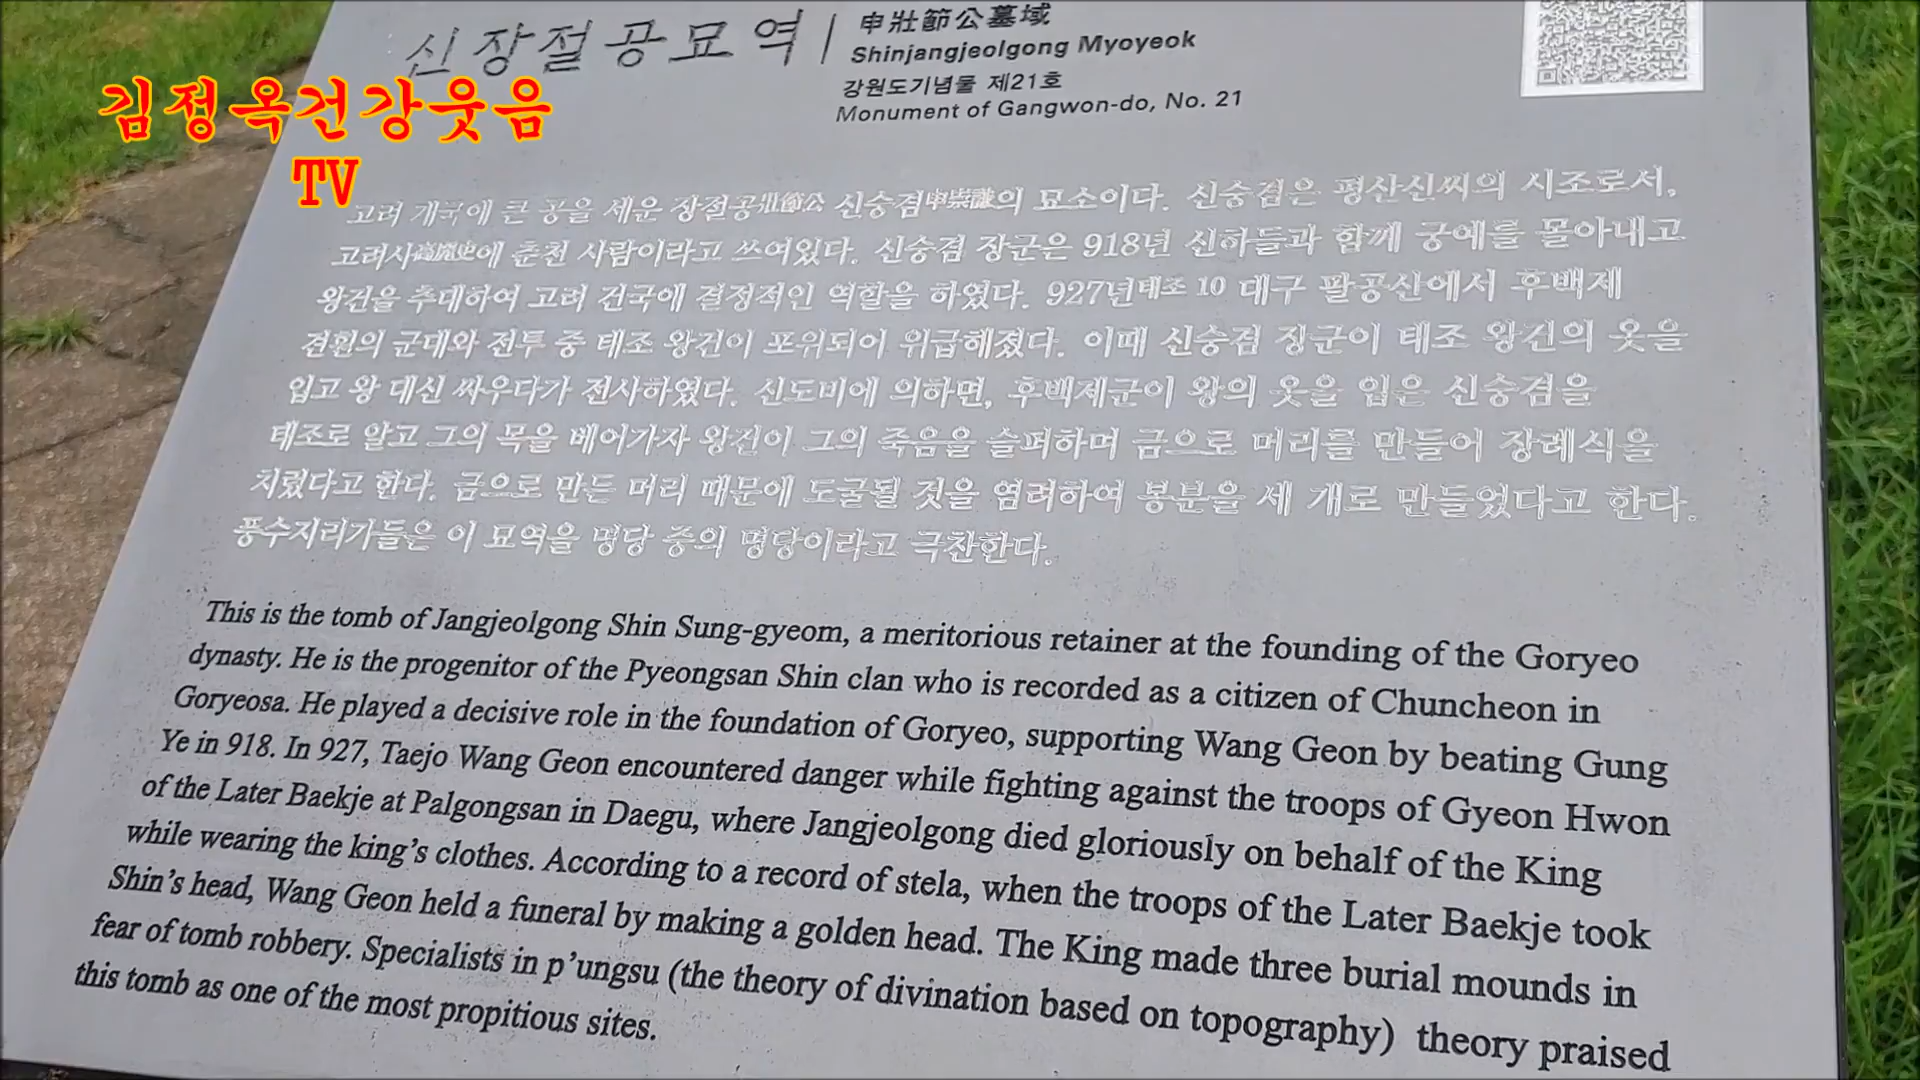 신장절공묘역
申壯節公墓域
Shinjangjeolgong Myoyeok
강원도기념물 제21호
Monument of Gangwon-do, No. 21
김정옥건강웃음
TV
고려 개국에 큰 공을 세운 장절공壯節公 신숭겸申崇謙의 묘소이다. 신숭겸은 평산신씨의 시조로서,
고려사高麗史에 춘천 사람이라고 쓰여있다. 신숭겸 장군은 918년 신하들과 함께 궁예를 몰아내고
왕건을 추대하여 고려 건국에 결정적인 역할을 하였다. 927년태조 10 대구 팔공산에서 후백제
견훤의 군대와 전투 중 태조 왕건이 포위되어 위급해졌다. 이때 신숭겸 장군이 태조 왕건의 옷을
입고 왕 대신 싸우다가 전사하였다. 신도비에 의하면, 후백제군이 왕의 옷을 입은 신숭겸을
태조로 알고 그의 목을 베어가자 왕건이 그의 죽음을 슬퍼하며 금으로 머리를 만들어 장례식을
치렀다고 한다. 금으로 만든 머리 때문에 도굴될 것을 염려하여 봉분을 세 개로 만들었다고 한다.
풍수지리가들은 이 묘역을 명당 중의 명당이라고 극찬한다.
This is the tomb of Jangjeolgong Shin Sung-gyeom, a meritorious retainer at the founding of the Goryeo
dynasty. He is the progenitor of the Pyeongsan Shin clan who is recorded as a citizen of Chuncheon in
Goryeosa. He played a decisive role in the foundation of Goryeo, supporting Wang Geon by beating Gung
Ye in 918. In 927, Taejo Wang Geon encountered danger while fighting against the troops of Gyeon Hwon
of the Later Baekje at Palgongsan in Daegu, where Jangjeolgong died gloriously on behalf of the King
while wearing the king's clothes. According to a record of stela, when the troops of the Later Baekje took
Shin's head, Wang Geon held a funeral by making a golden head. The King made three burial mounds in
fear of tomb robbery. Specialists in p'ungsu (the theory of divination based on topography) theory praised
this tomb as one of the most propitious sites.